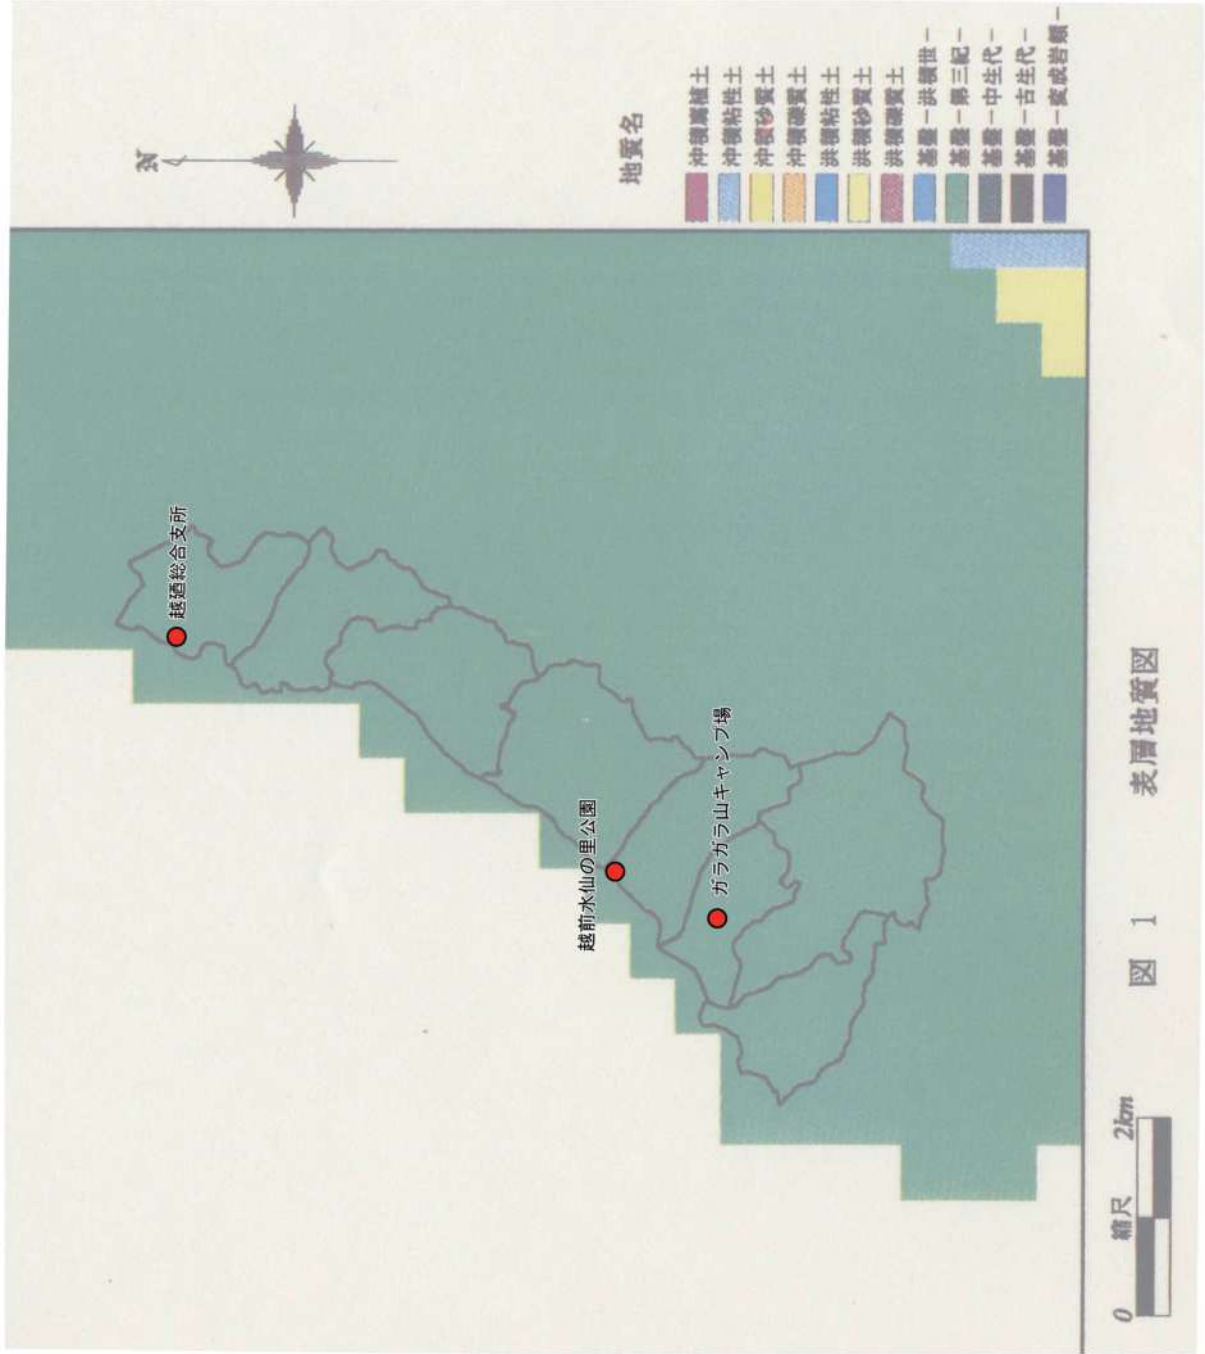 N
地質名
沖積腐植土
沖積粘性土
沖積砂質土
沖積礫質土
洪積粘性土
洪積砂質土
洪積礫質土
基盤－洪積世－
基盤－第三紀－
基盤－中生代－
基盤－古生代－
基盤－変成岩類－
越廼総合支所
越前水仙の里公園
ガラガラ山キャンプ場
0 縮尺 2km
図 1 表層地質図